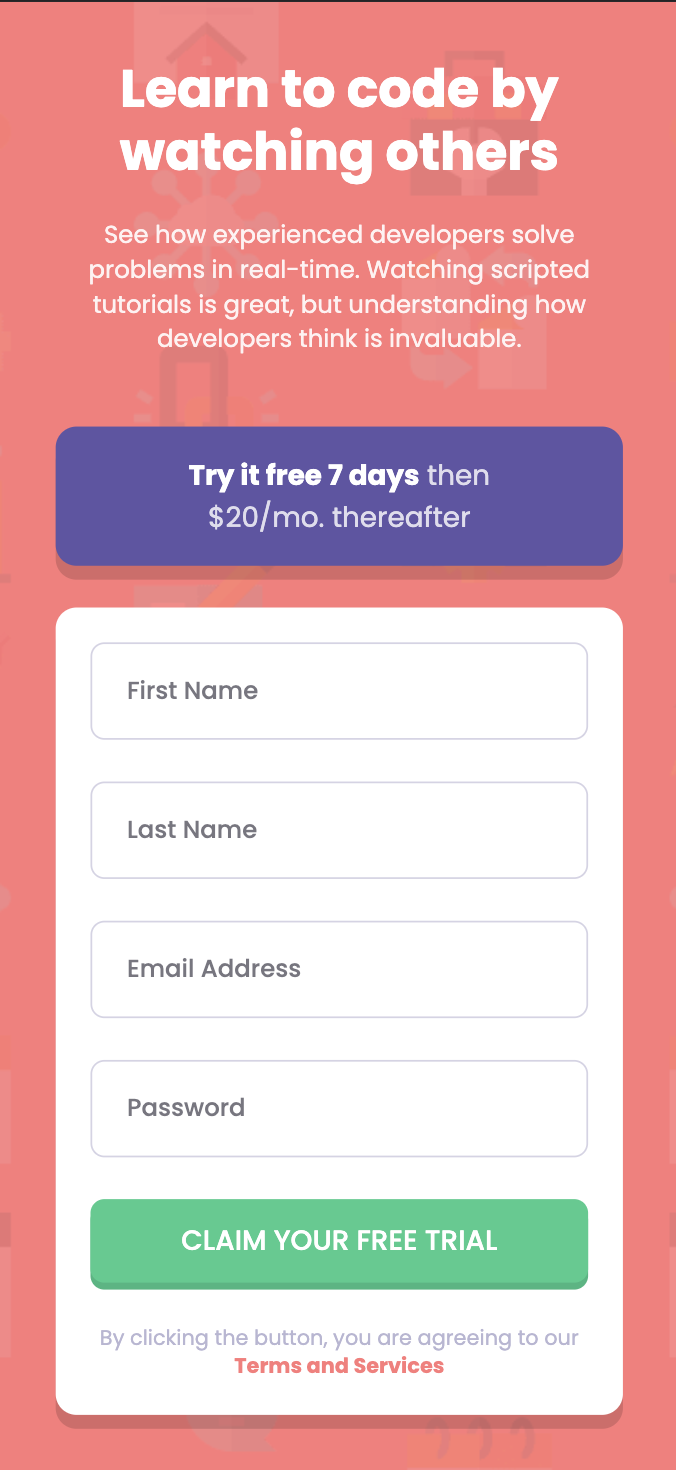 Learn to code by
watching others
See how experienced developers solve
problems in real-time. Watching scripted
tutorials is great, but understanding how
developers think is invaluable.
Try it free 7 days then
$20/mo. thereafter
First Name
Last Name
Email Address
Password
CLAIM YOUR FREE TRIAL
By clicking the button, you are agreeing to our
Terms and Services